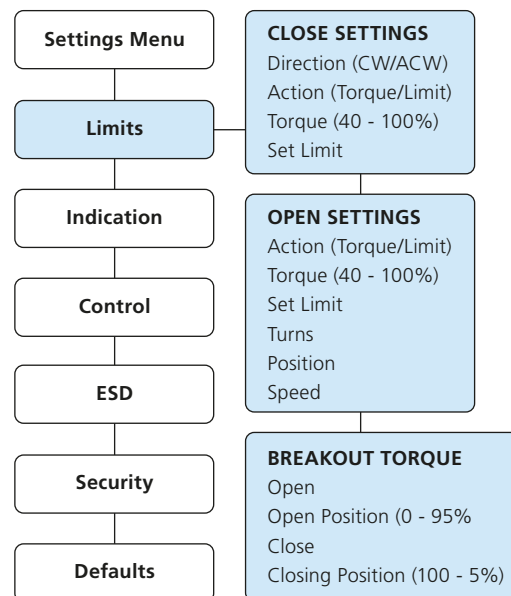 Settings Menu
Limits
Indication
Control
ESD
Security
Defaults
CLOSE SETTINGS
Direction (CW/ACW)
Action (Torque/Limit)
Torque (40 - 100%)
Set Limit
OPEN SETTINGS
Action (Torque/Limit)
Torque (40 - 100%)
Set Limit
Turns
Position
Speed
BREAKOUT TORQUE
Open
Open Position (0 - 95%
Close
Closing Position (100 - 5%)